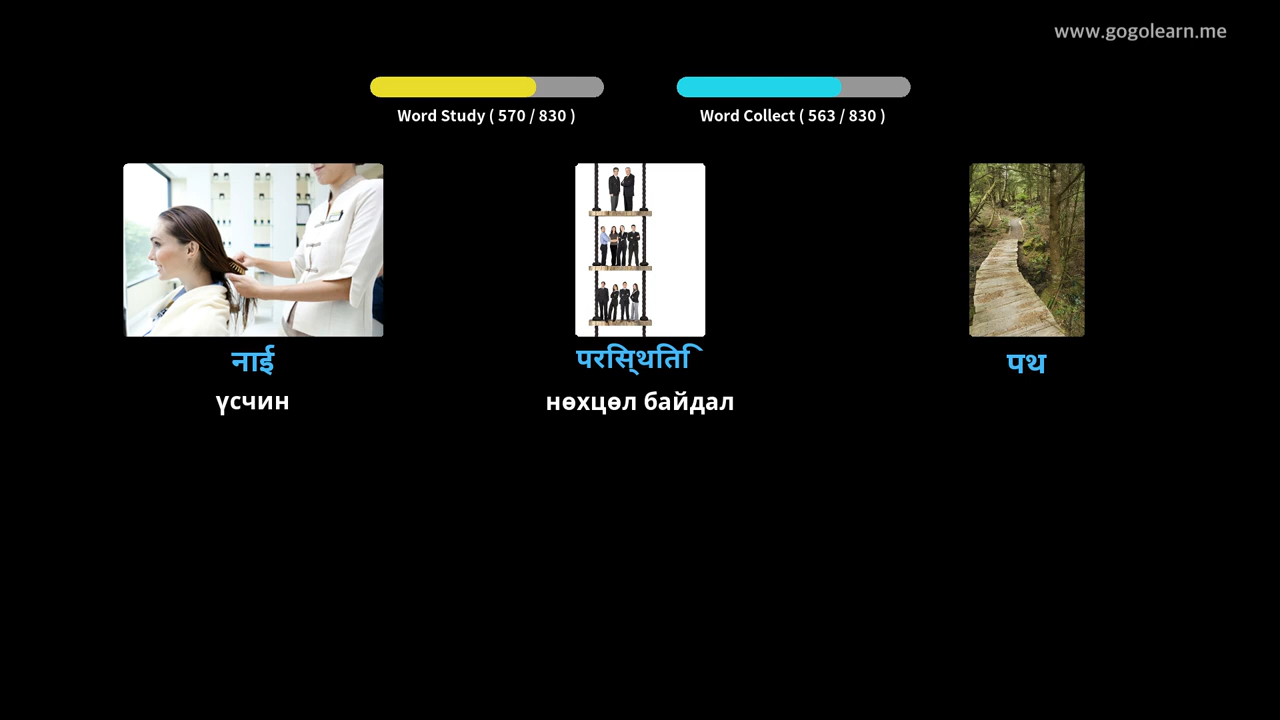 www.gogolearn.me
Word Study ( 570 / 830 )
Word Collect ( 563 / 830 )
नाई
परिस्थिति
पथ
үсчин
нөхцөл байдал